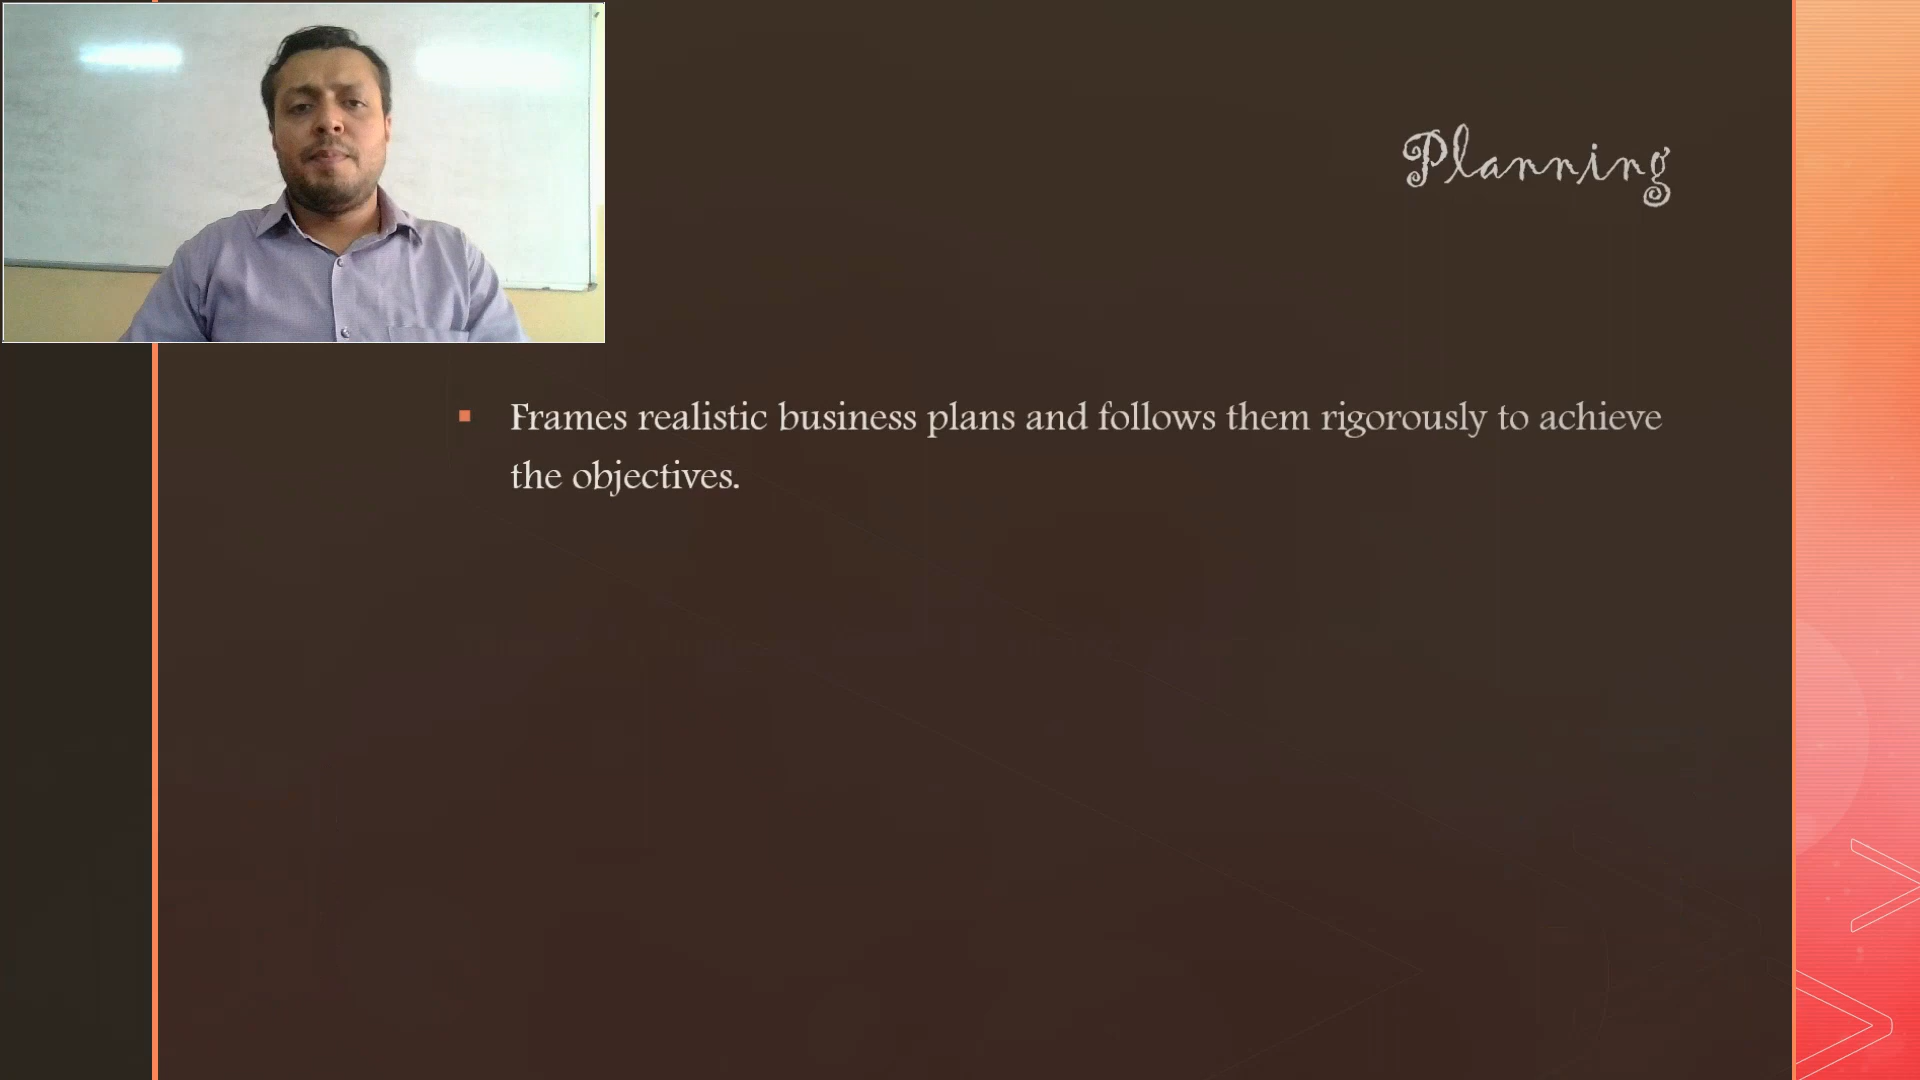 Planning
Frames realistic business plans and follows them rigorously to achieve
the objectives.